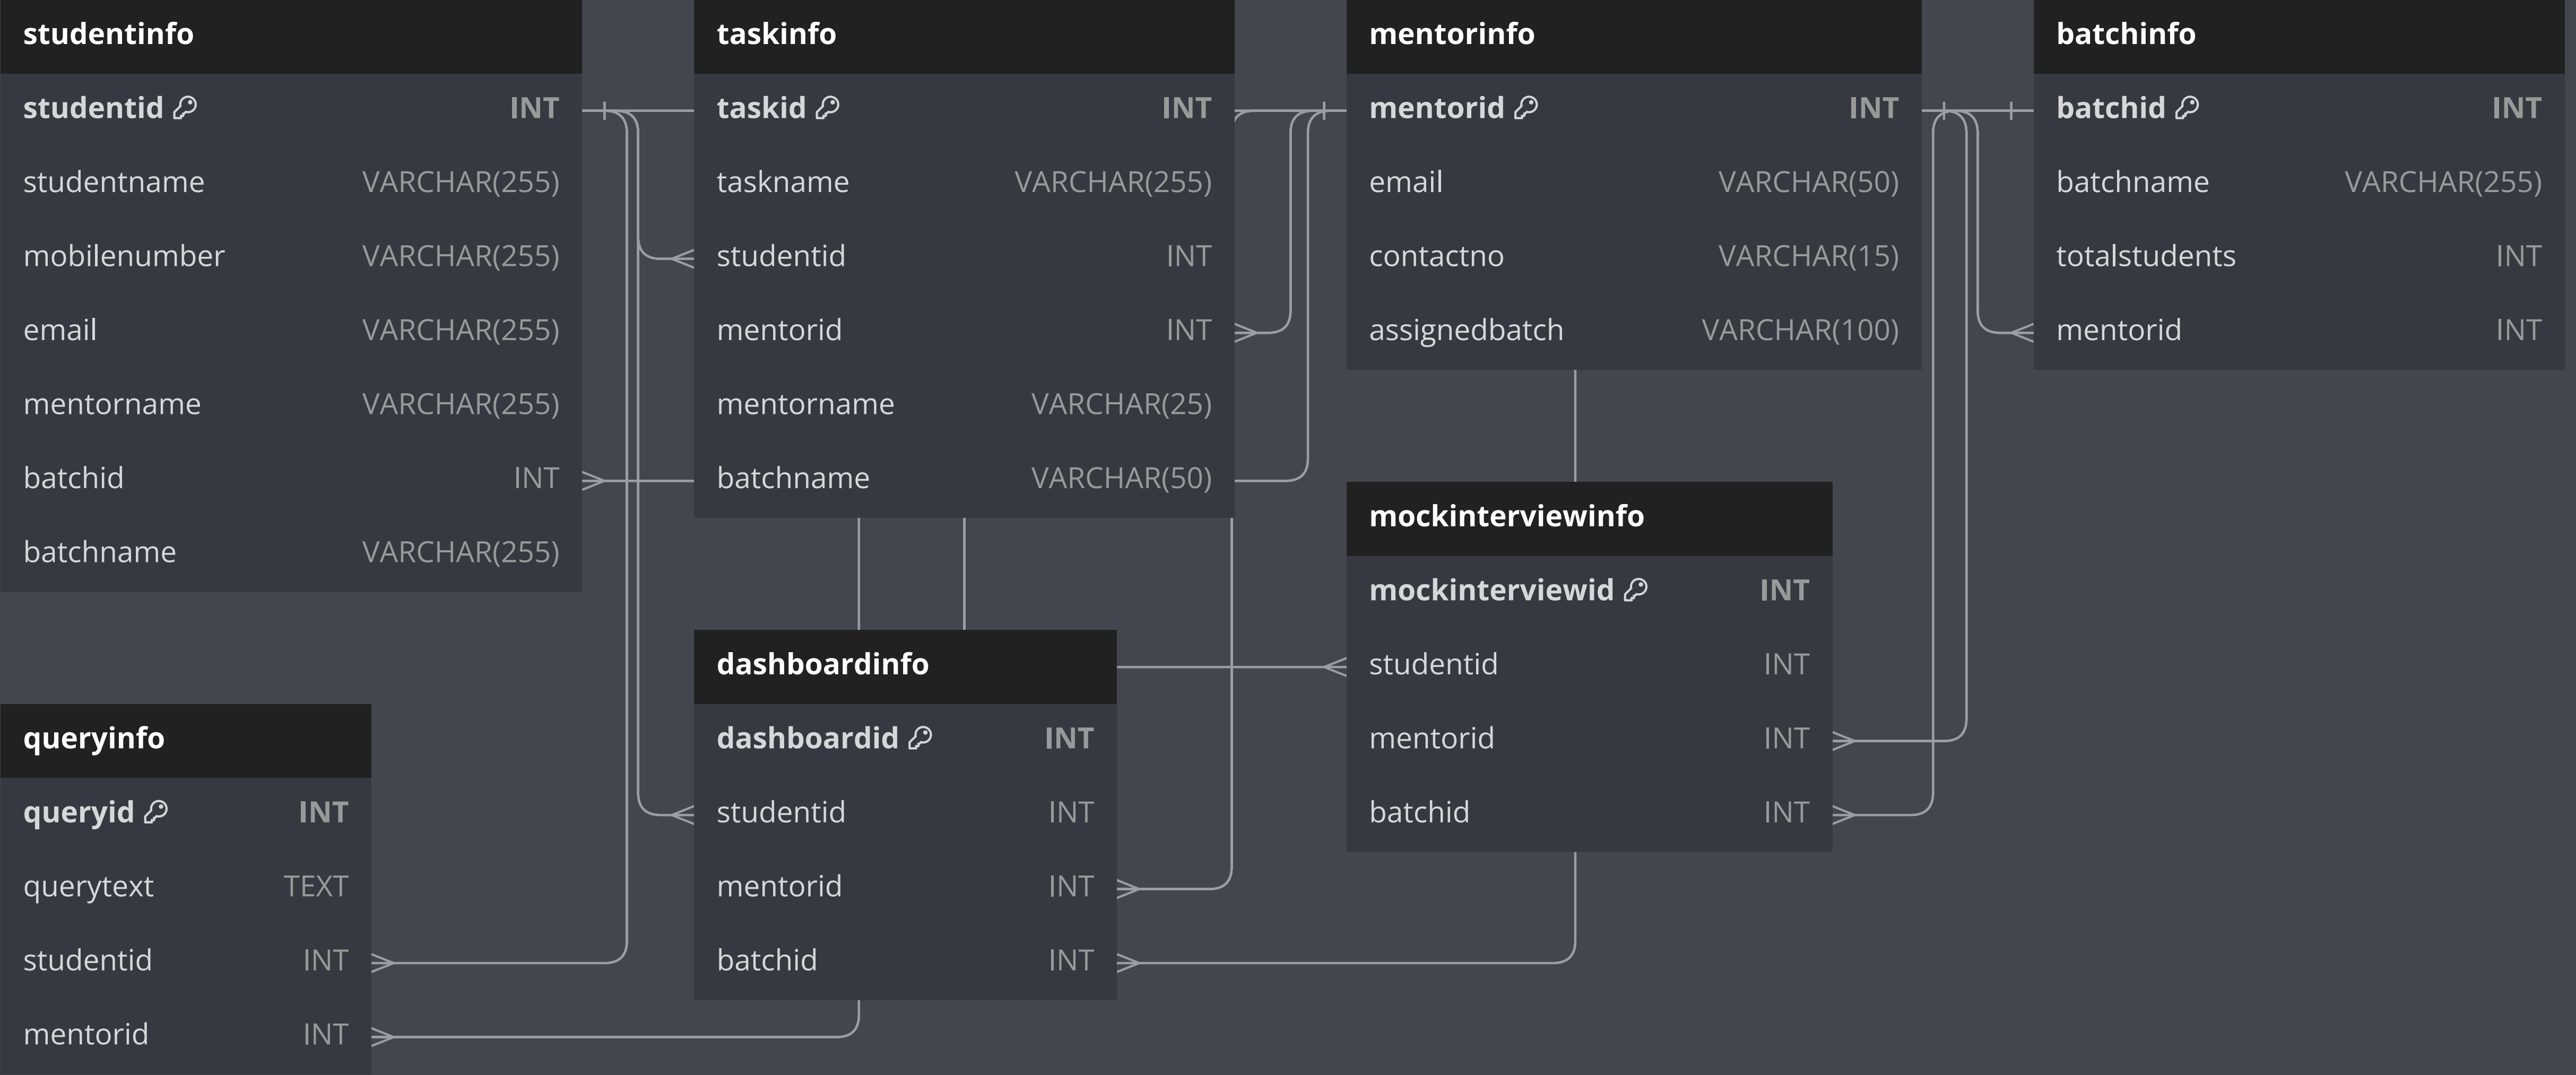 studentinfo
studentid INT
studentname VARCHAR(255)
mobilenumber VARCHAR(255)
email VARCHAR(255)
mentorname VARCHAR(255)
batchid INT
batchname VARCHAR(255)
taskinfo
taskid INT
taskname VARCHAR(255)
studentid INT
mentorid INT
mentorname VARCHAR(25)
batchname VARCHAR(50)
mentorinfo
mentorid INT
email VARCHAR(50)
contactno VARCHAR(15)
assignedbatch VARCHAR(100)
batchinfo
batchid INT
batchname VARCHAR(255)
totalstudents INT
mentorid INT
mockinterviewinfo
mockinterviewid INT
studentid INT
mentorid INT
batchid INT
dashboardinfo
dashboardid INT
studentid INT
mentorid INT
batchid INT
queryinfo
queryid INT
querytext TEXT
studentid INT
mentorid INT